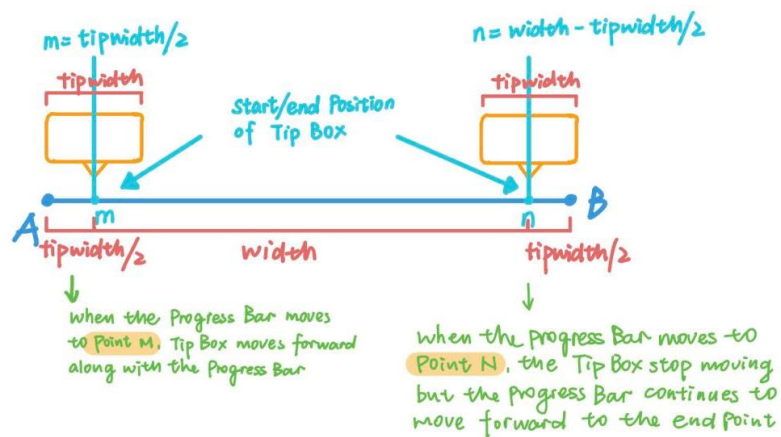 m = tipwidth/2
n = width - tipwidth/2
tipwidth
tipwidth
start/end Position
of Tip Box
m
n
A
B
tipwidth/2
width
tipwidth/2
when the Progress Bar moves
to Point M, Tip Box moves forward
along with the Progress Bar
when the progress Bar moves to
Point N, the Tip Box stop moving
but the progress Bar continues to
move forward to the end Point